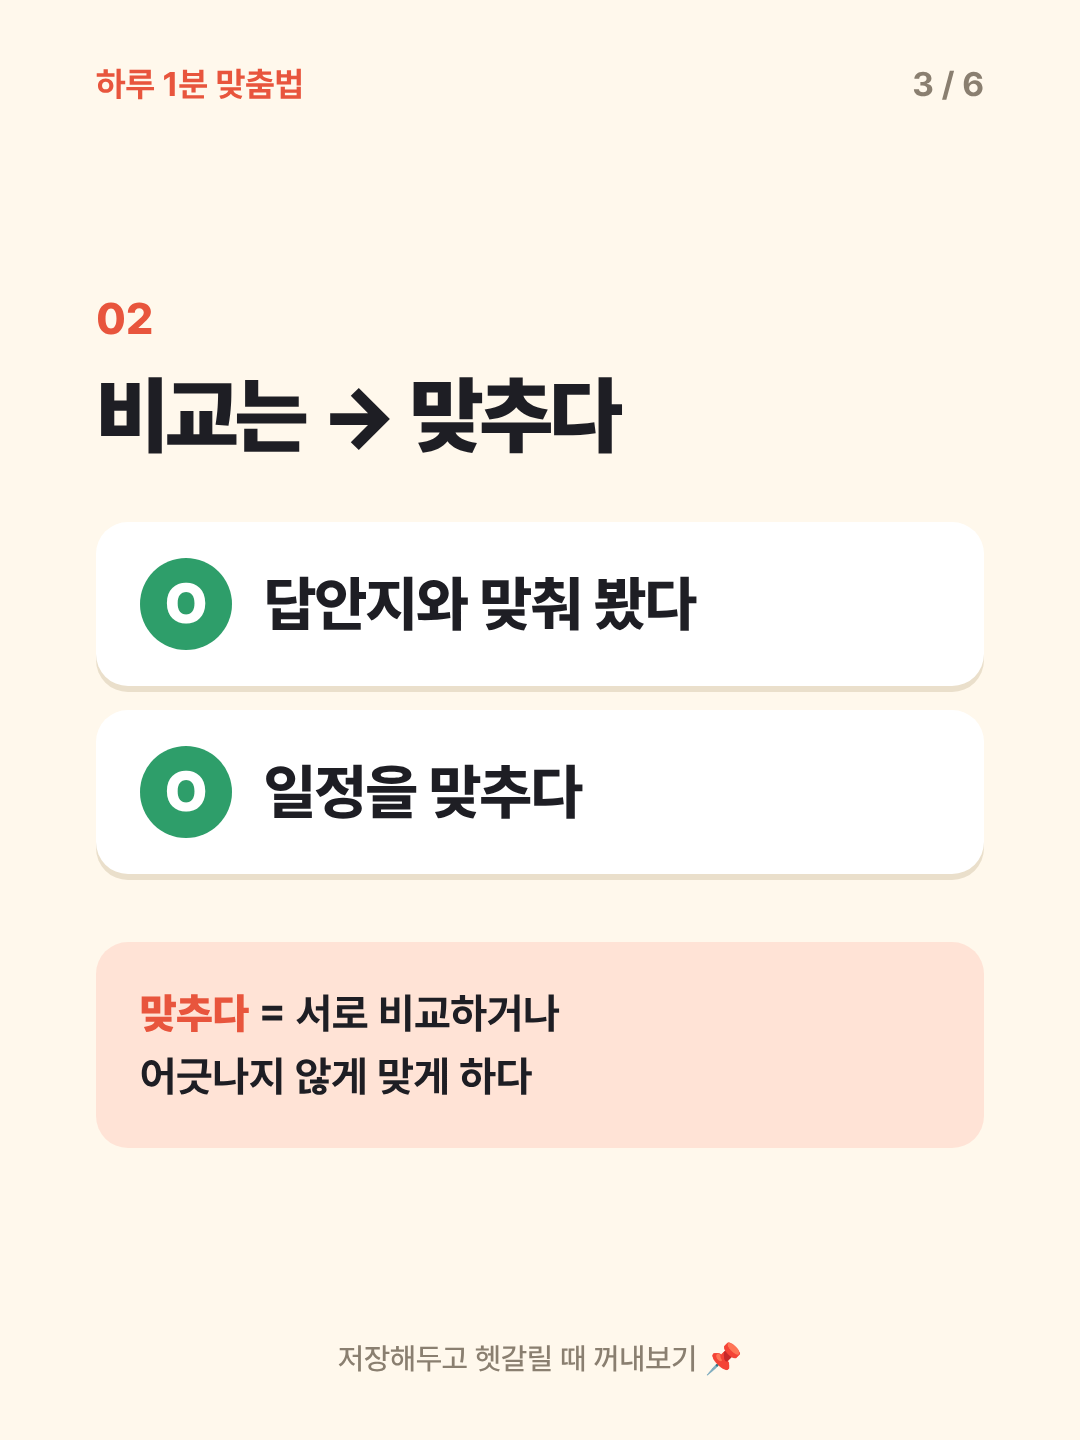 하루 1분 맞춤법
3 / 6
02
비교는 → 맞추다
O 답안지와 맞춰 봤다
O 일정을 맞추다
맞추다 = 서로 비교하거나
어긋나지 않게 맞게 하다
저장해두고 헷갈릴 때 꺼내보기 📌